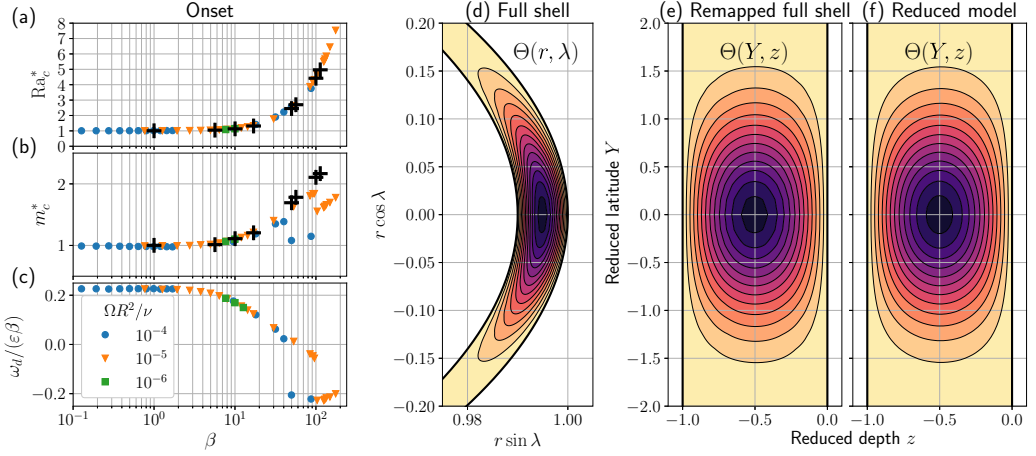 (a)
Onset
Ra*c
8
7
6
5
4
3
2
1
0
(b)
m*c
2
1
(c)
ω_d/(εβ)
0.2
0.0
−0.2
ΩR²/ν
10⁻⁴
10⁻⁵
10⁻⁶
10⁻¹
10⁰
10¹
10²
β
(d)
Full shell
Θ(r, λ)
r cos λ
0.20
0.15
0.10
0.05
0.00
−0.05
−0.10
−0.15
−0.20
0.98
1.00
r sin λ
(e)
Remapped full shell
Θ(Y, z)
Reduced latitude Y
2.0
1.5
1.0
0.5
0.0
−0.5
−1.0
−1.5
−2.0
−1.0
−0.5
0.0
(f)
Reduced model
Θ(Y, z)
−1.0
−0.5
0.0
Reduced depth z